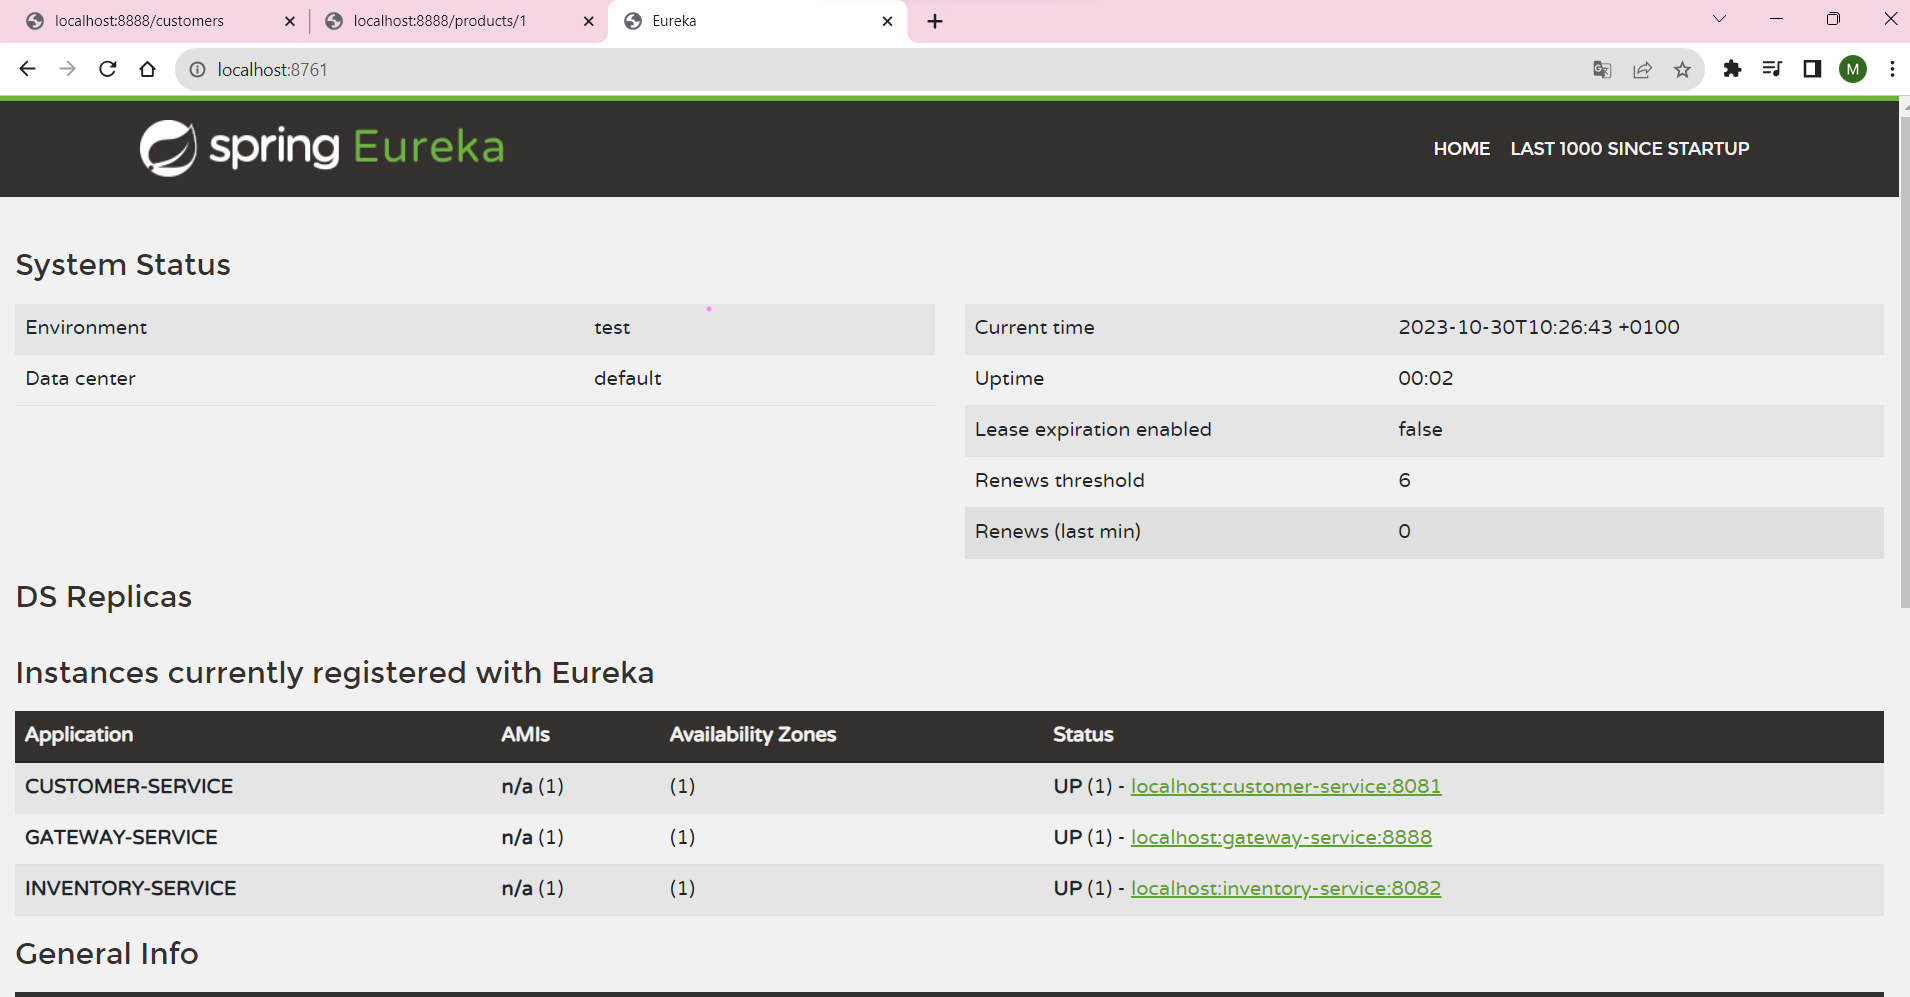 localhost:8888/customers
localhost:8888/products/1
Eureka
localhost:8761
M
spring Eureka
HOME
LAST 1000 SINCE STARTUP
System Status
Environment test
Data center default
Current time 2023-10-30T10:26:43 +0100
Uptime 00:02
Lease expiration enabled false
Renews threshold 6
Renews (last min) 0
DS Replicas
Instances currently registered with Eureka
Application AMIs Availability Zones Status
CUSTOMER-SERVICE n/a (1) (1) UP (1) - localhost:customer-service:8081
GATEWAY-SERVICE n/a (1) (1) UP (1) - localhost:gateway-service:8888
INVENTORY-SERVICE n/a (1) (1) UP (1) - localhost:inventory-service:8082
General Info